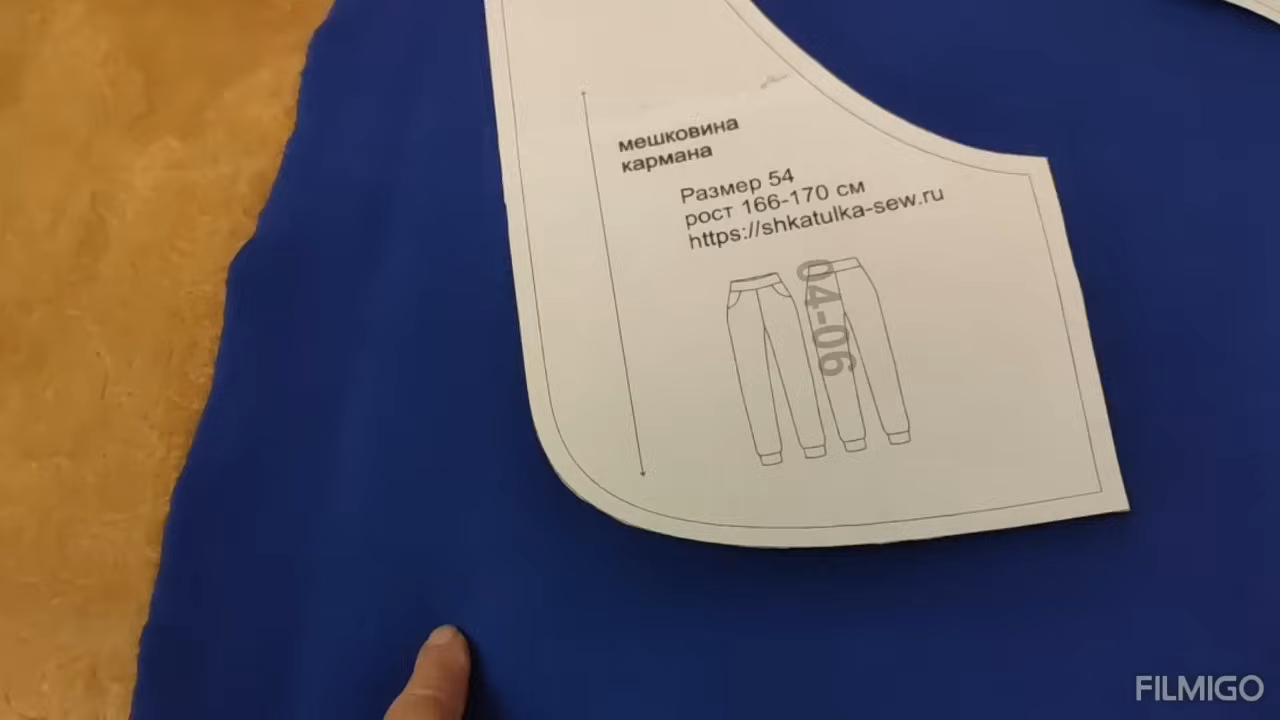 мешковина
кармана
Размер 54
рост 166-170 см
https://shkatulka-sew.ru
04-06
FILMIGO